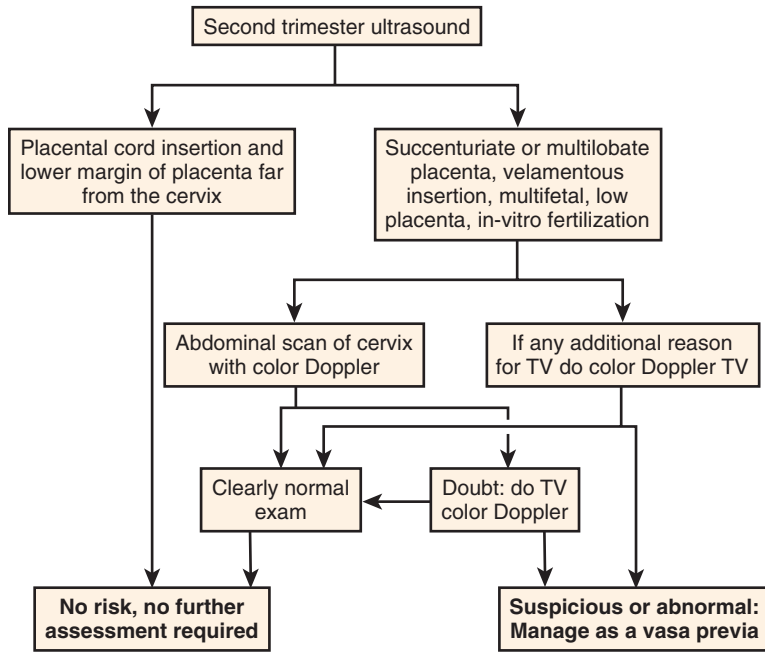 Second trimester ultrasound
Placental cord insertion and
lower margin of placenta far
from the cervix
Succenturiate or multilobate
placenta, velamentous
insertion, multifetal, low
placenta, in-vitro fertilization
Abdominal scan of cervix
with color Doppler
If any additional reason
for TV do color Doppler TV
Clearly normal
exam
Doubt: do TV
color Doppler
No risk, no further
assessment required
Suspicious or abnormal:
Manage as a vasa previa